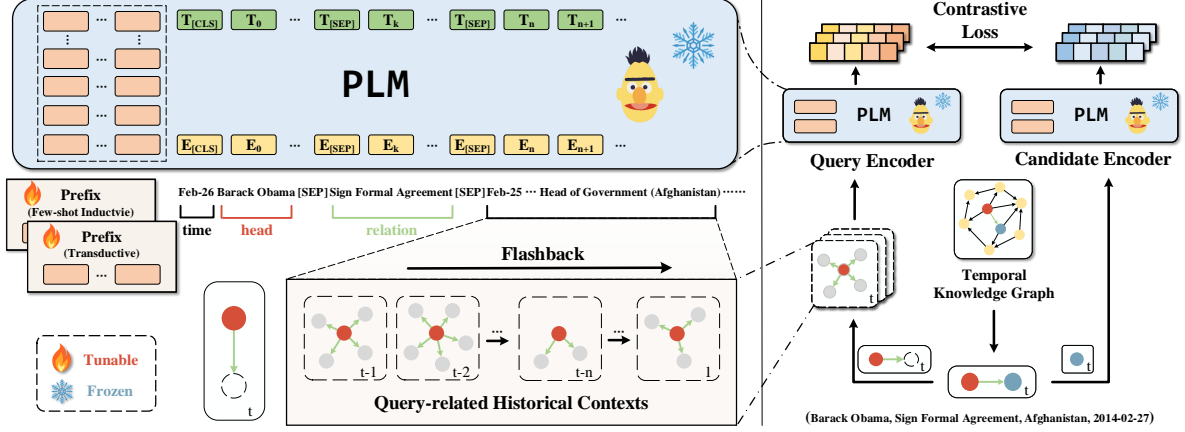 T[CLS] T0 ... T[SEP] Tk ... T[SEP] Tn Tn+1 ...
PLM
E[CLS] E0 ... E[SEP] Ek ... E[SEP] En En+1 ...
Feb-26 Barack Obama [SEP] Sign Formal Agreement [SEP] Feb-25 ... Head of Government (Afghanistan) ......
time
head
relation
Prefix
(Few-shot Inductvie)
Prefix
(Transductive)
Tunable
Frozen
t
Flashback
t-1
t-2
...
t-n
...
1
Query-related Historical Contexts
Contrastive
Loss
PLM
Query Encoder
PLM
Candidate Encoder
t
Temporal
Knowledge Graph
t
t
t
(Barack Obama, Sign Formal Agreement, Afghanistan, 2014-02-27)